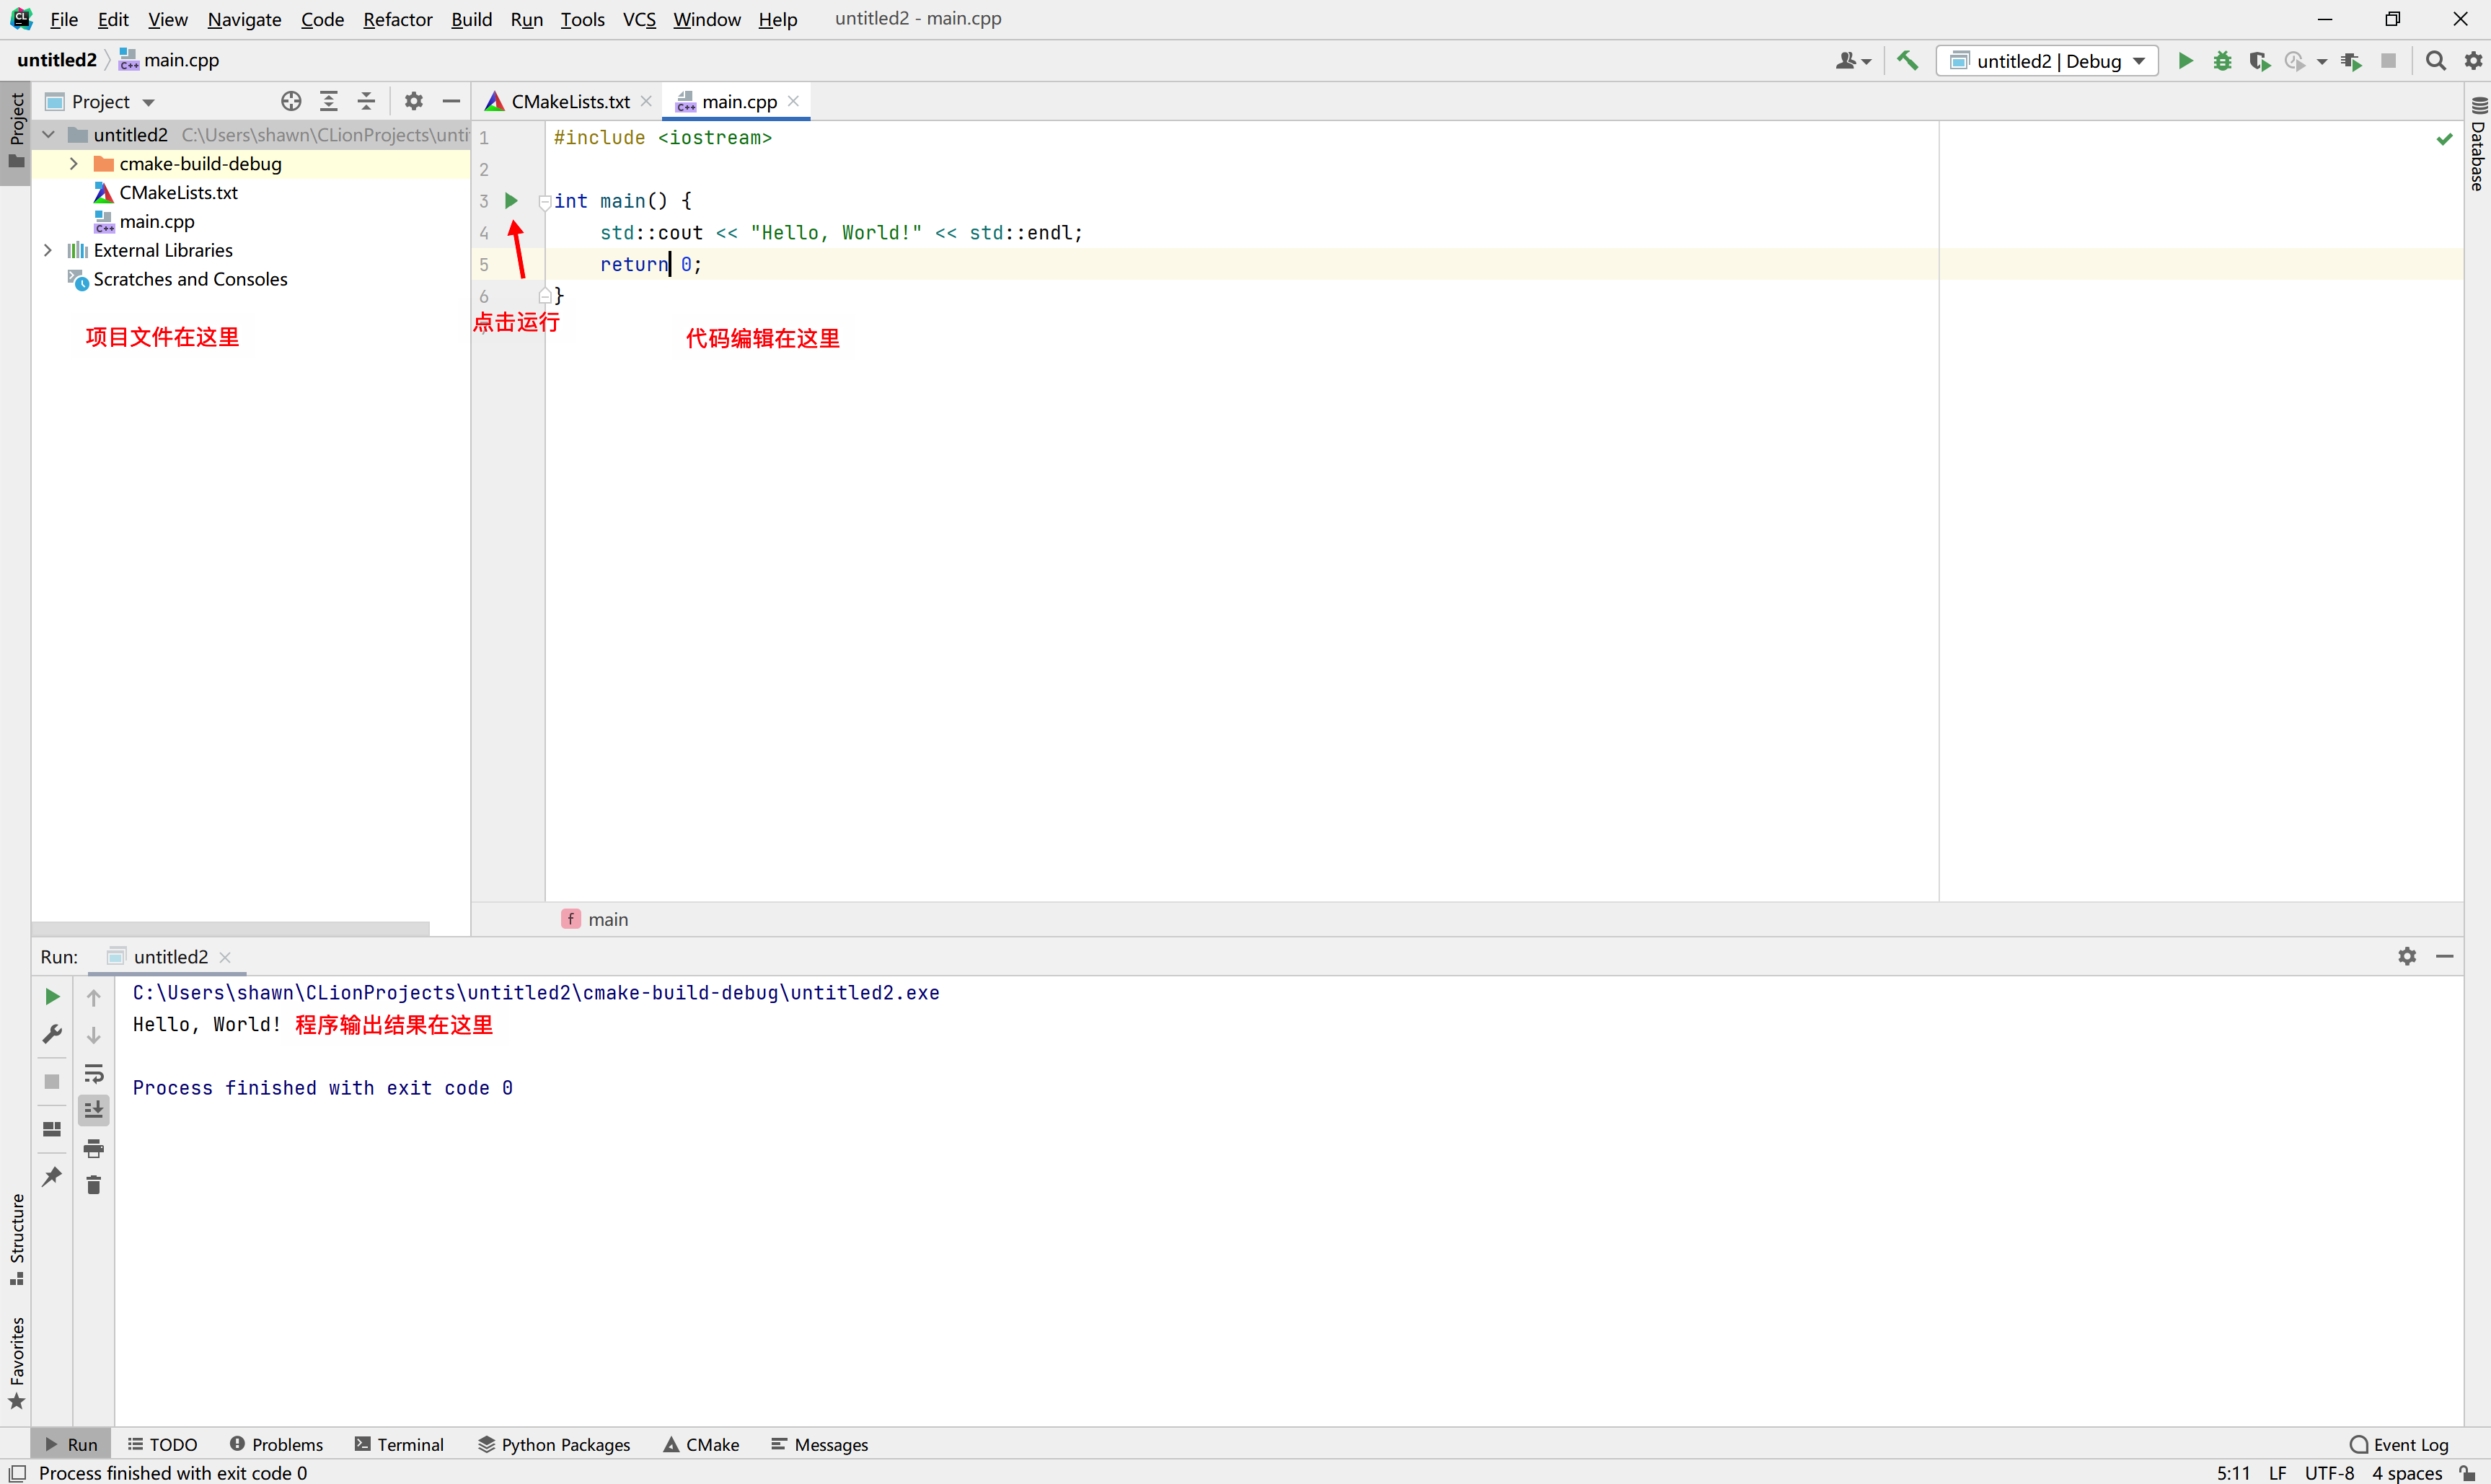 File Edit View Navigate Code Refactor Build Run Tools VCS Window Help untitled2 - main.cpp
untitled2 main.cpp untitled2 | Debug
Project
Project
CMakeLists.txt main.cpp
untitled2 C:\Users\shawn\CLionProjects\unti
cmake-build-debug
CMakeLists.txt
main.cpp
External Libraries
Scratches and Consoles
项目文件在这里
1 #include <iostream>
2
3 int main() {
4 std::cout << "Hello, World!" << std::endl;
5 return 0;
6 }
点击运行
代码编辑在这里
Database
f main
Run: untitled2
C:\Users\shawn\CLionProjects\untitled2\cmake-build-debug\untitled2.exe
Hello, World! 程序输出结果在这里
Process finished with exit code 0
Structure
Favorites
Run TODO Problems Terminal Python Packages CMake Messages Event Log
Process finished with exit code 0 5:11 LF UTF-8 4 spaces